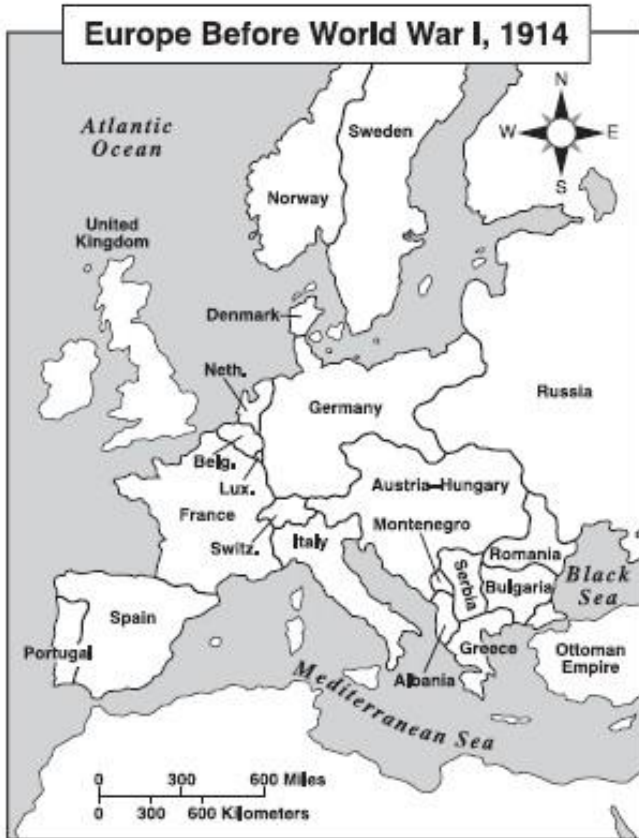 Europe Before World War I, 1914
N
W
E
S
Atlantic
Ocean
Sweden
Norway
United
Kingdom
Denmark
Neth.
Germany
Russia
Belg.
Lux.
Austria-Hungary
France
Montenegro
Switz.
Italy
Romania
Serbia
Bulgaria
Black
Sea
Spain
Portugal
Greece
Ottoman
Empire
Albania
Mediterranean Sea
0 300 600 Miles
0 300 600 Kilometers